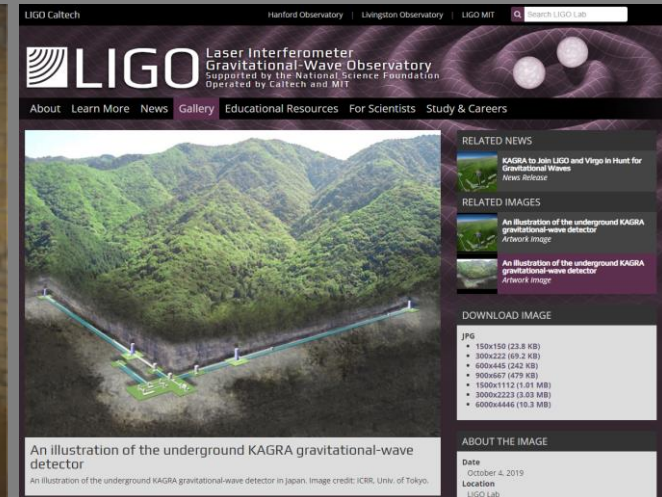 LIGO Caltech
Hanford Observatory | Livingston Observatory | LIGO MIT
Search LIGO Lab
LIGO
Laser Interferometer
Gravitational-Wave Observatory
Supported by the National Science Foundation
Operated by Caltech and MIT
About Learn More News Gallery Educational Resources For Scientists Study & Careers
An illustration of the underground KAGRA gravitational-wave
detector
An illustration of the underground KAGRA gravitational-wave detector in Japan. Image credit: ICRR, Univ. of Tokyo.
RELATED NEWS
KAGRA to Join LIGO and Virgo in Hunt for
Gravitational Waves
News Release
RELATED IMAGES
An illustration of the underground KAGRA
gravitational-wave detector
Artwork Image
An illustration of the underground KAGRA
gravitational-wave detector
Artwork Image
DOWNLOAD IMAGE
JPG
150x150 (23.8 KB)
300x222 (69.2 KB)
600x445 (242 KB)
900x667 (479 KB)
1500x1112 (1.01 MB)
3000x2223 (3.03 MB)
6000x4446 (10.3 MB)
ABOUT THE IMAGE
Date
October 4, 2019
Location
LIGO Lab